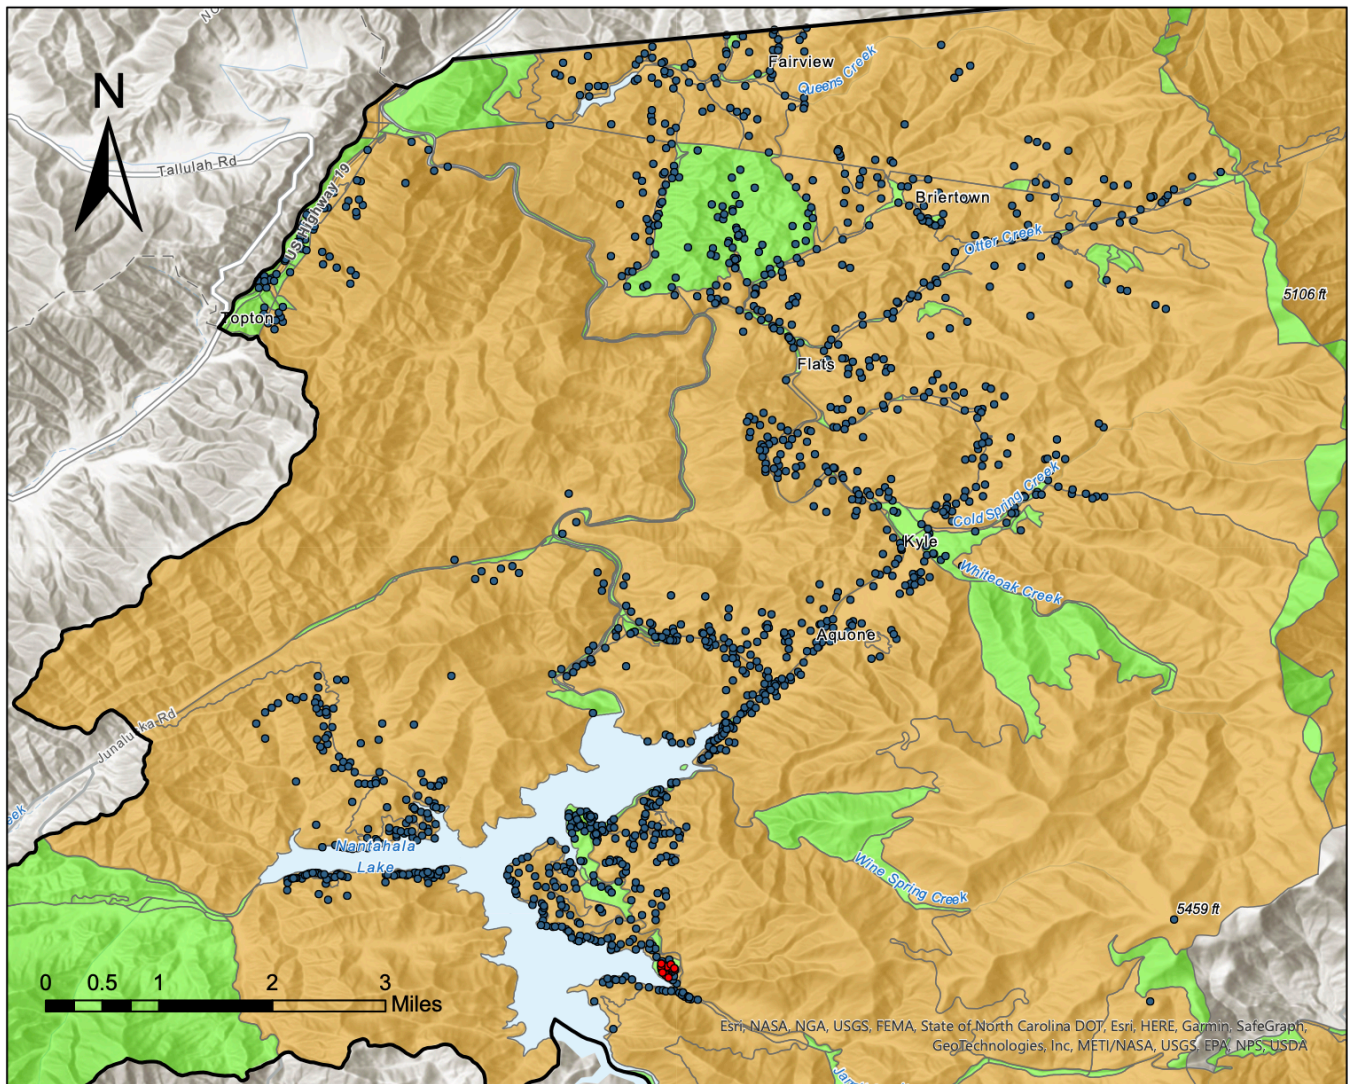 NO
N
Fairview
Queens Creek
Tallulah Rd
US Highway 19
Briertown
Otter Creek
5106 ft
Topton
Flats
Cold Spring Creek
Kyle
Whiteoak Creek
Aquone
Junaluska Rd
eek
Nantahala
Lake
Wine Spring Creek
5459 ft
0 0.5 1 2 3
Miles
Esri, NASA, NGA, USGS, FEMA, State of North Carolina DOT, Esri, HERE, Garmin, SafeGraph,
GeoTechnologies, Inc, METI/NASA, USGS, EPA, NPS, USDA